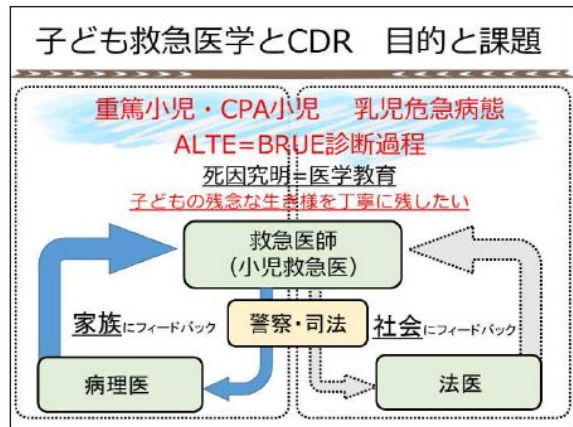 子ども救急医学とCDR　目的と課題
重篤小児・CPA小児　乳児危急病態
ALTE=BRUE診断過程
死因究明=医学教育
子どもの残念な生き様を丁寧に残したい
救急医師
(小児救急医)
家族にフィードバック
警察・司法
社会にフィードバック
病理医
法医